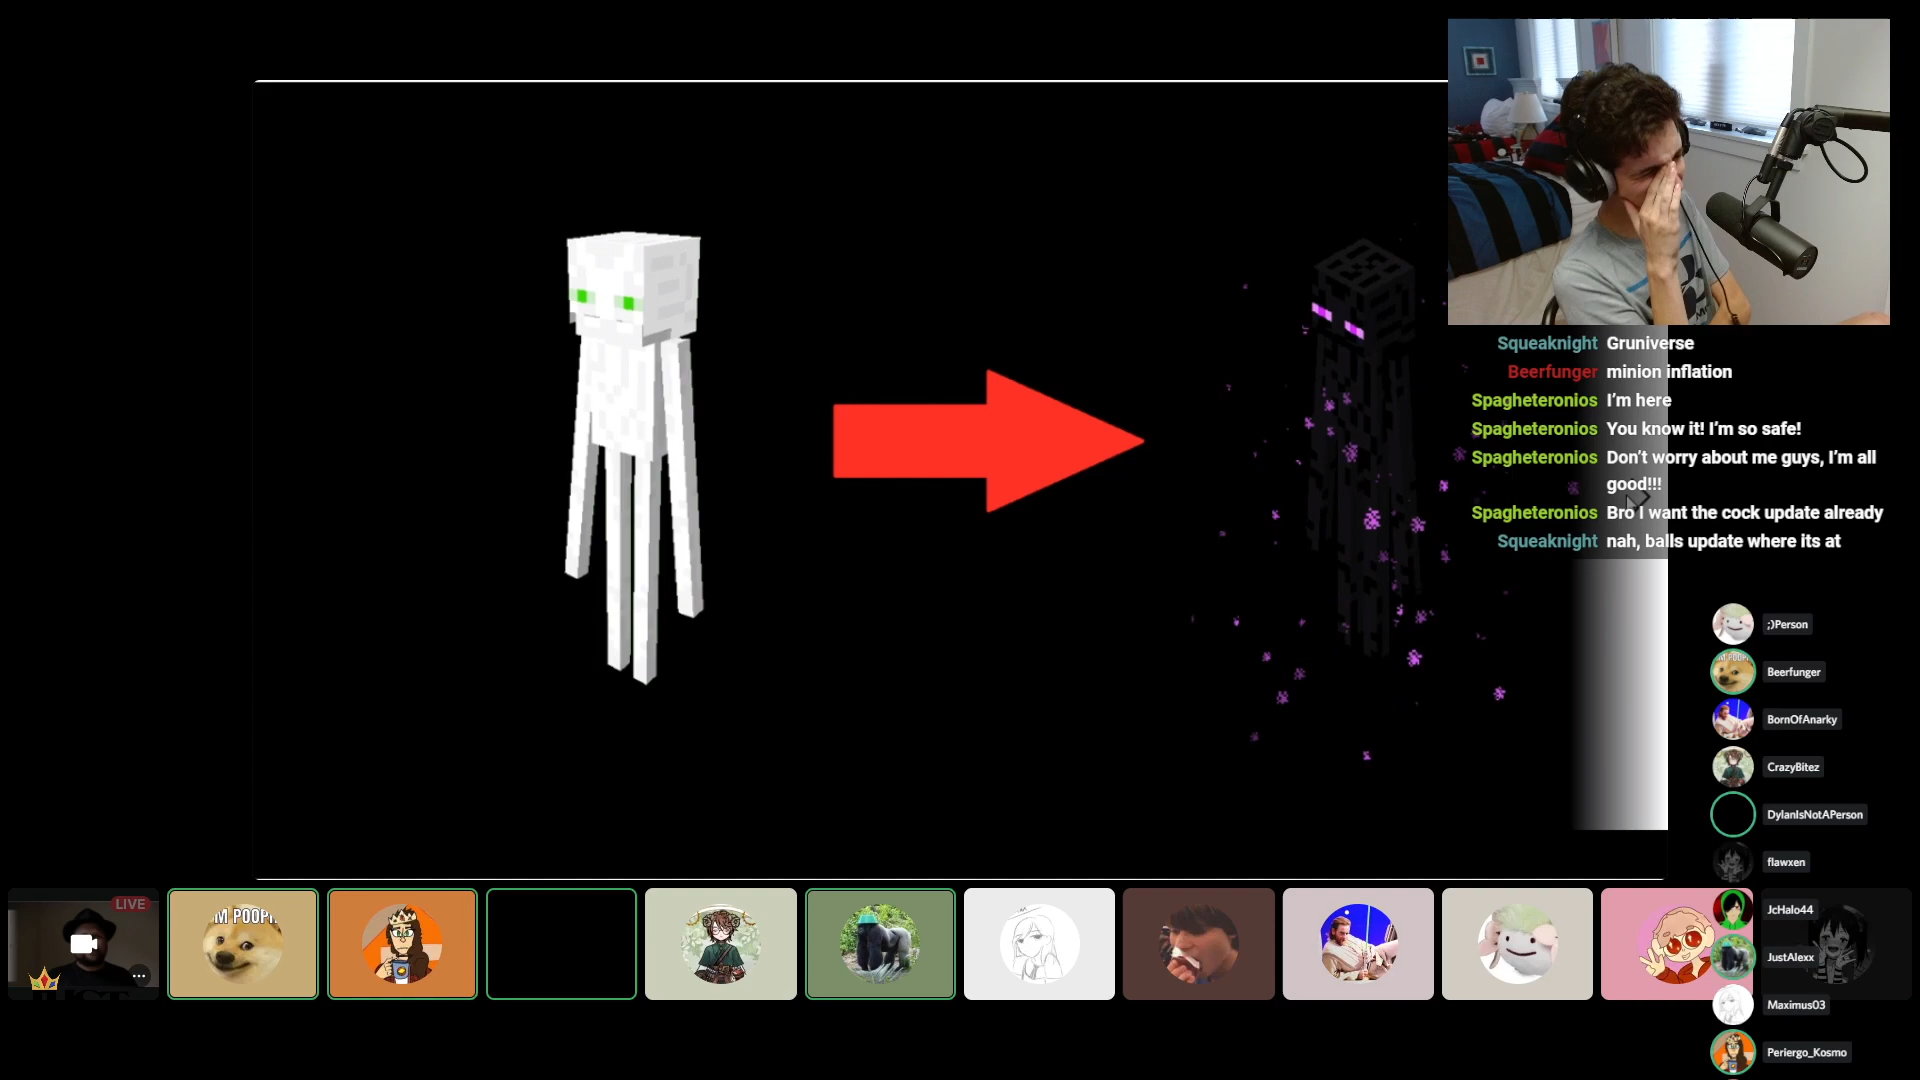 Squeaknight Gruniverse
Beerfunger minion inflation
Spagheteronios I'm here
Spagheteronios You know it! I'm so safe!
Spagheteronios Don't worry about me guys, I'm all
good!!!
Spagheteronios Bro I want the cock update already
Squeaknight nah, balls update where its at
;)Person
Beerfunger
BornOfAnarky
CrazyBitez
DylanIsNotAPerson
flawxen
LIVE
JcHalo44
JustAlexx
Maximus03
Periergo_Kosmo